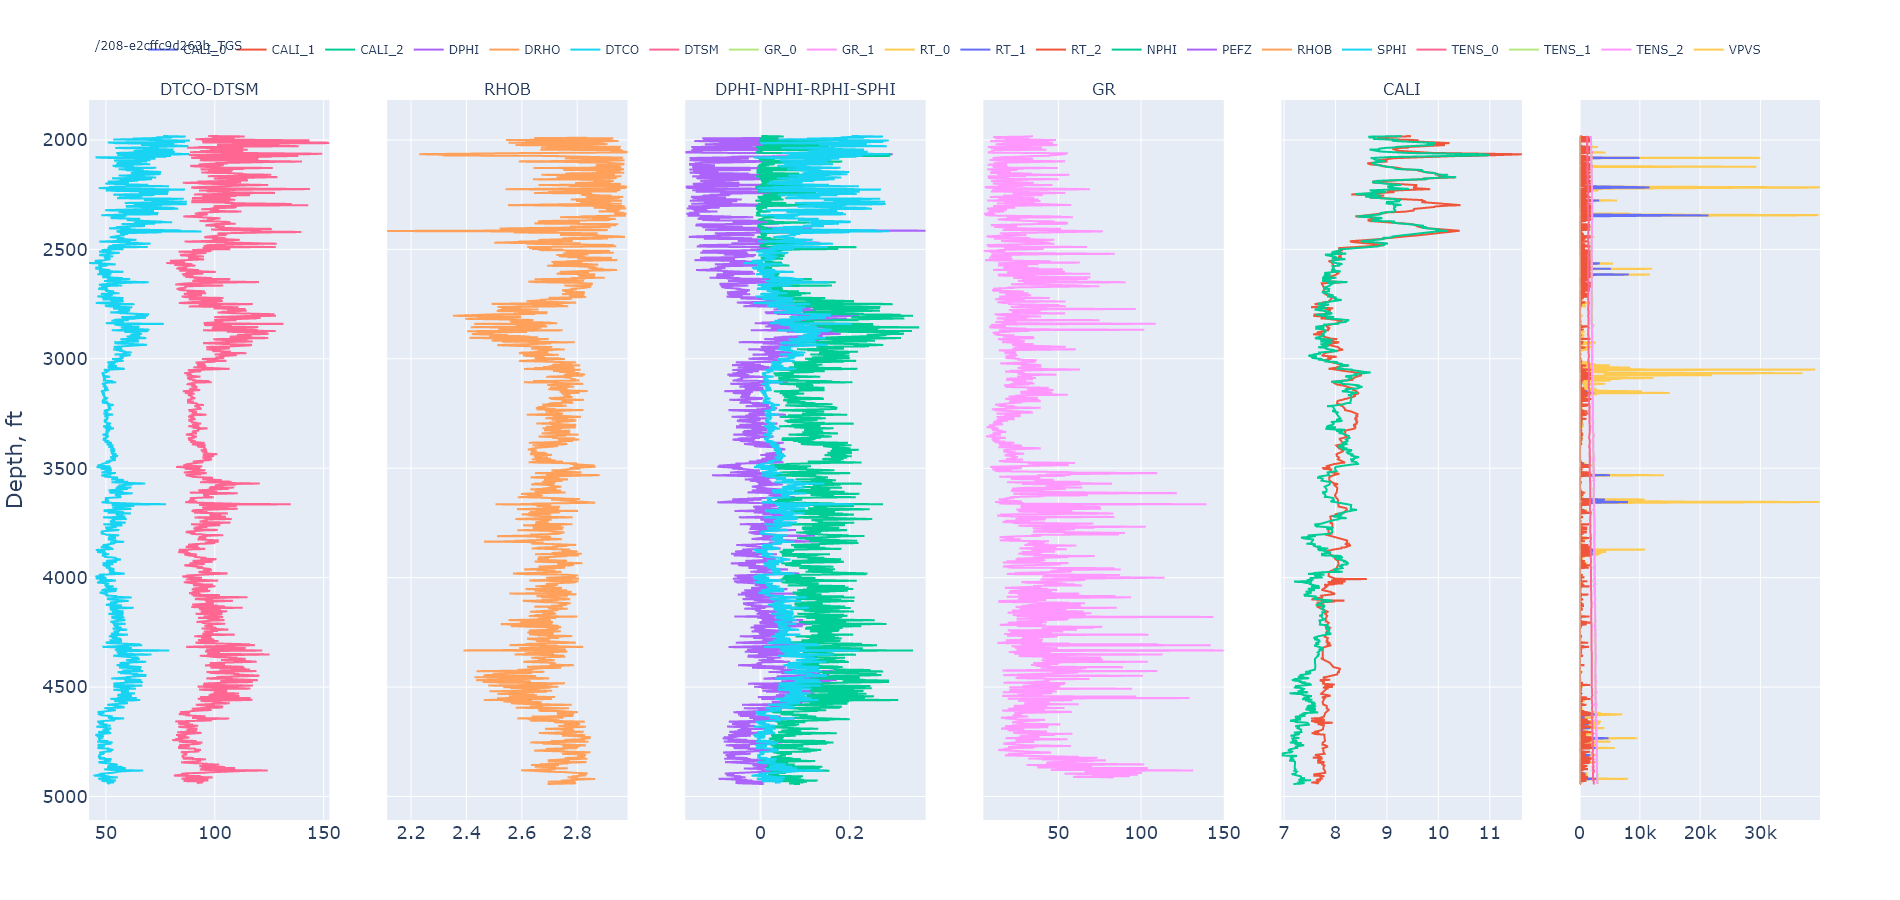 /208-e2cffc9d263b_TGS
CALI_0 CALI_1 CALI_2 DPHI DRHO DTCO DTSM GR_0 GR_1 RT_0 RT_1 RT_2 NPHI PEFZ RHOB SPHI TENS_0 TENS_1 TENS_2 VPVS
DTCO-DTSM RHOB DPHI-NPHI-RPHI-SPHI GR CALI
Depth, ft
2000
2500
3000
3500
4000
4500
5000
50 100 150 2.2 2.4 2.6 2.8 0 0.2 50 100 150 7 8 9 10 11 0 10k 20k 30k